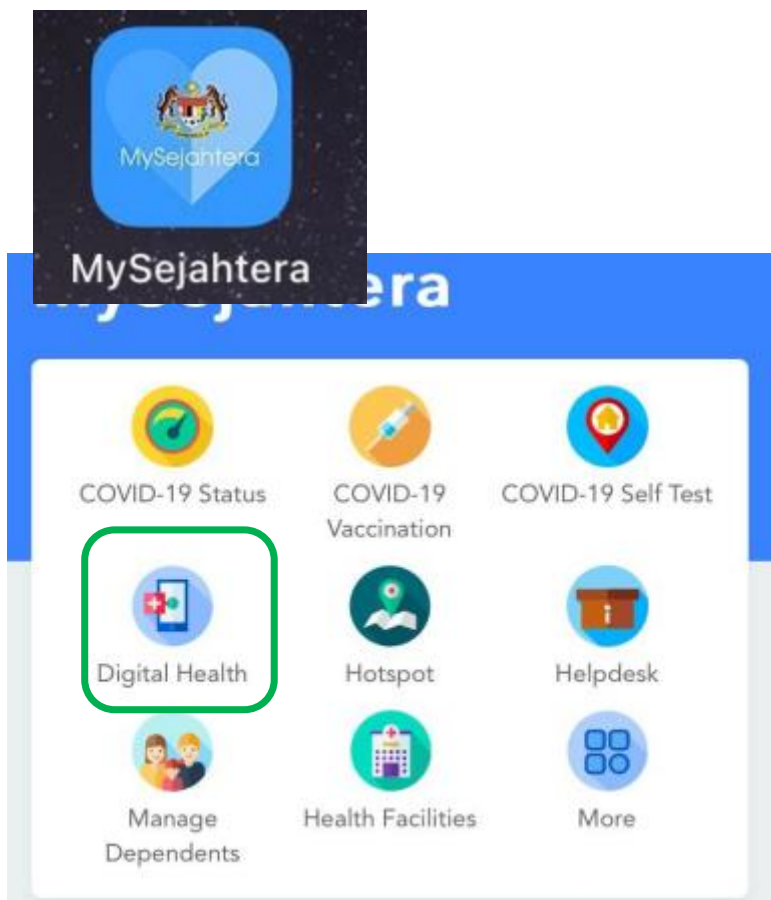 MySejahtera
MySejahtera
MySejahtera
COVID-19 Status
COVID-19
Vaccination
COVID-19 Self Test
Digital Health
Hotspot
i
Helpdesk
Manage
Dependents
Health Facilities
More